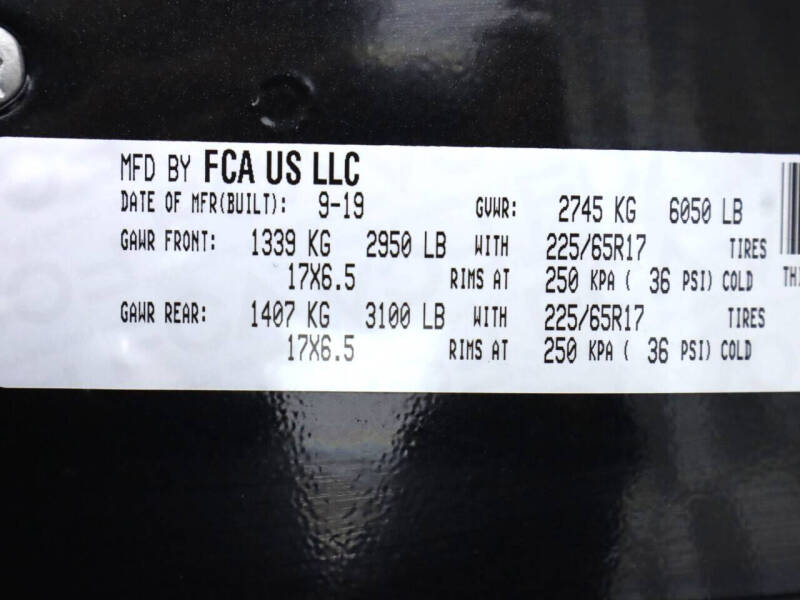 MFD BY FCA US LLC
DATE OF MFR(BUILT): 9-19 GVWR: 2745 KG 6050 LB
GAWR FRONT: 1339 KG 2950 LB WITH 225/65R17 TIRES
17X6.5 RIMS AT 250 KPA ( 36 PSI) COLD
GAWR REAR: 1407 KG 3100 LB WITH 225/65R17 TIRES
17X6.5 RIMS AT 250 KPA ( 36 PSI) COLD